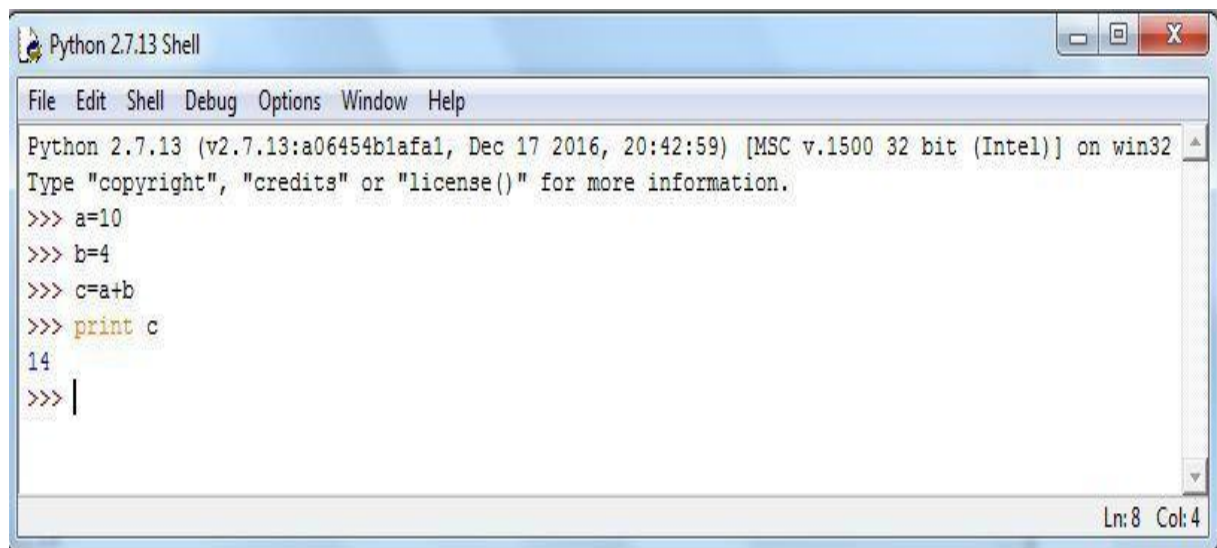 Python 2.7.13 Shell
File Edit Shell Debug Options Window Help
Python 2.7.13 (v2.7.13:a06454b1afa1, Dec 17 2016, 20:42:59) [MSC v.1500 32 bit (Intel)] on win32
Type "copyright", "credits" or "license()" for more information.
>>> a=10
>>> b=4
>>> c=a+b
>>> print c
14
>>>
Ln: 8 Col: 4